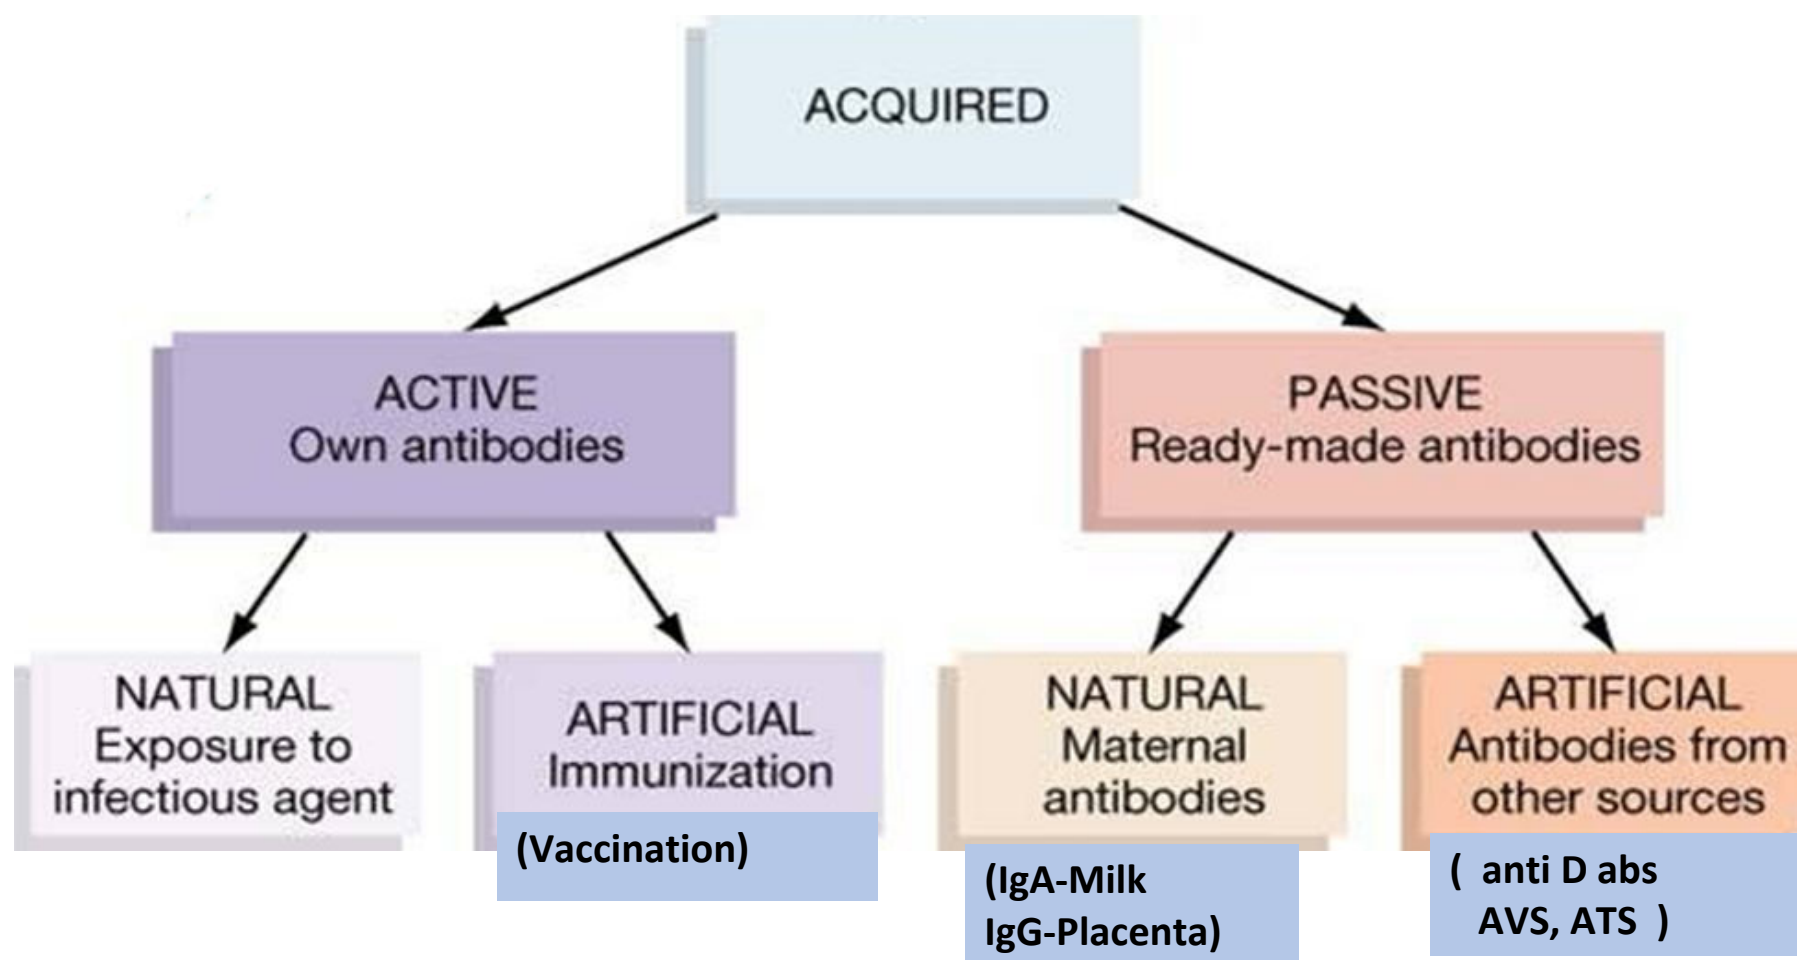 ACQUIRED
ACTIVE
Own antibodies
PASSIVE
Ready-made antibodies
NATURAL
Exposure to
infectious agent
ARTIFICIAL
Immunization
(Vaccination)
NATURAL
Maternal
antibodies
(IgA-Milk
IgG-Placenta)
ARTIFICIAL
Antibodies from
other sources
( anti D abs
AVS, ATS )